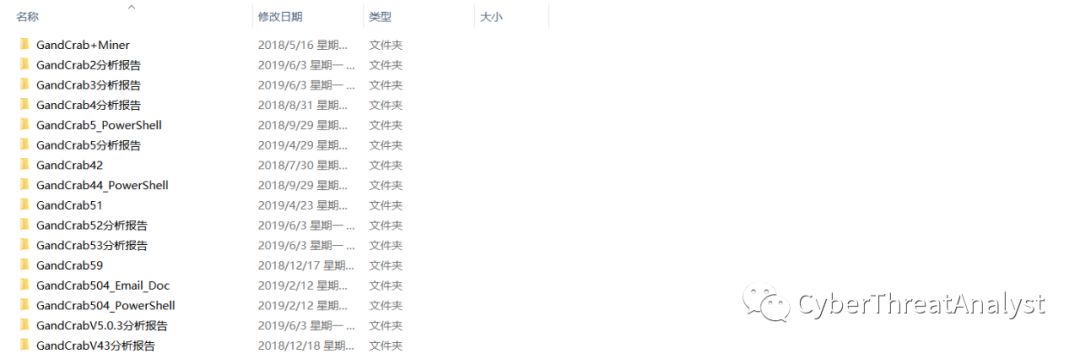 名称 修改日期 类型 大小
GandCrab+Miner 2018/5/16 星期... 文件夹
GandCrab2分析报告 2019/6/3 星期一 ... 文件夹
GandCrab3分析报告 2019/6/3 星期一 ... 文件夹
GandCrab4分析报告 2018/8/31 星期... 文件夹
GandCrab5_PowerShell 2018/9/29 星期... 文件夹
GandCrab5分析报告 2019/4/29 星期... 文件夹
GandCrab42 2018/7/30 星期... 文件夹
GandCrab44_PowerShell 2018/9/29 星期... 文件夹
GandCrab51 2019/4/23 星期... 文件夹
GandCrab52分析报告 2019/6/3 星期一 ... 文件夹
GandCrab53分析报告 2019/6/3 星期一 ... 文件夹
GandCrab59 2018/12/17 星期... 文件夹
GandCrab504_Email_Doc 2019/2/12 星期... 文件夹
GandCrab504_PowerShell 2019/2/12 星期... 文件夹
GandCrabV5.0.3分析报告 2019/6/3 星期一 ... 文件夹
GandCrabV43分析报告 2018/12/18 星期... 文件夹
CyberThreatAnalyst